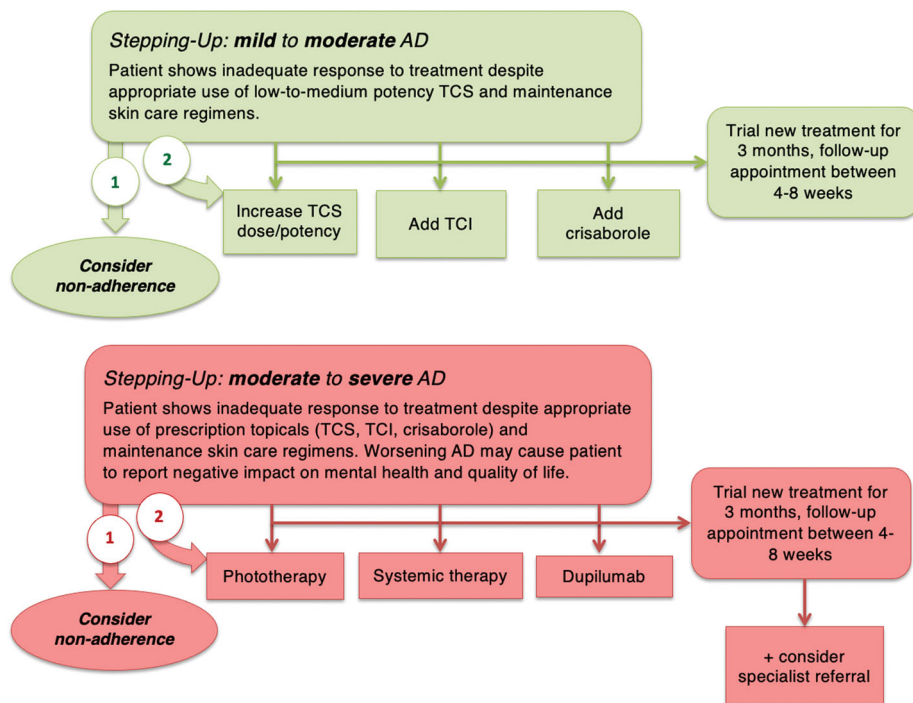 Stepping-Up: mild to moderate AD
Patient shows inadequate response to treatment despite
appropriate use of low-to-medium potency TCS and maintenance
skin care regimens.
1
2
Consider
non-adherence
Increase TCS
dose/potency
Add TCI
Add
crisaborole
Trial new treatment for
3 months, follow-up
appointment between
4-8 weeks
Stepping-Up: moderate to severe AD
Patient shows inadequate response to treatment despite appropriate
use of prescription topicals (TCS, TCI, crisaborole) and
maintenance skin care regimens. Worsening AD may cause patient
to report negative impact on mental health and quality of life.
1
2
Consider
non-adherence
Phototherapy
Systemic therapy
Dupilumab
Trial new treatment for
3 months, follow-up
appointment between 4-
8 weeks
+ consider
specialist referral